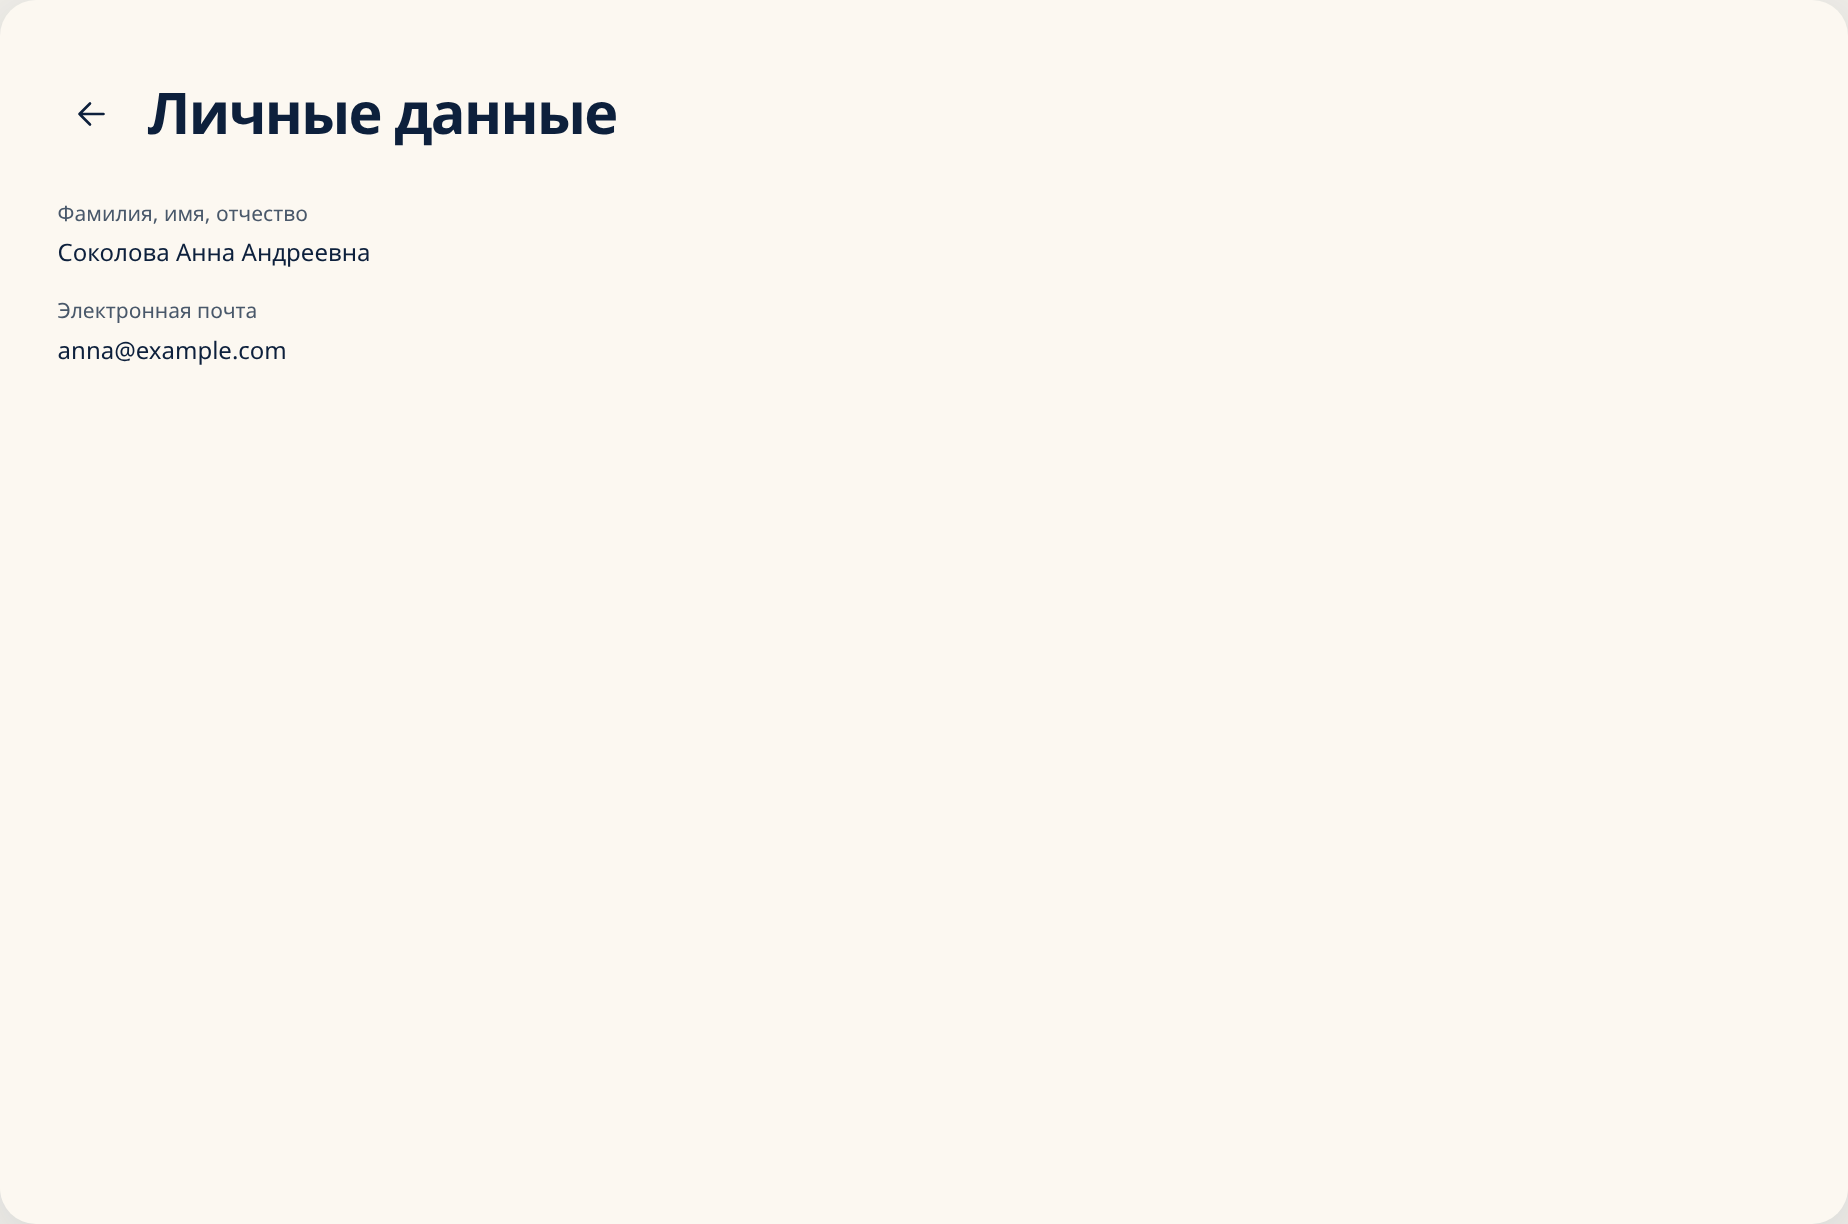 Личные данные
Фамилия, имя, отчество
Соколова Анна Андреевна
Электронная почта
anna@example.com